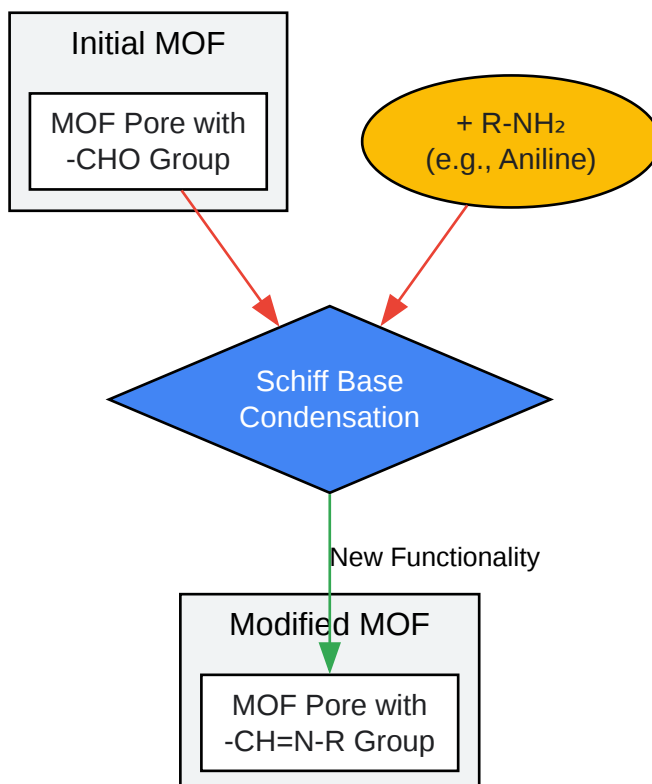 Initial MOF
MOF Pore with
-CHO Group
+ R-NH₂
(e.g., Aniline)
Schiff Base
Condensation
New Functionality
Modified MOF
MOF Pore with
-CH=N-R Group